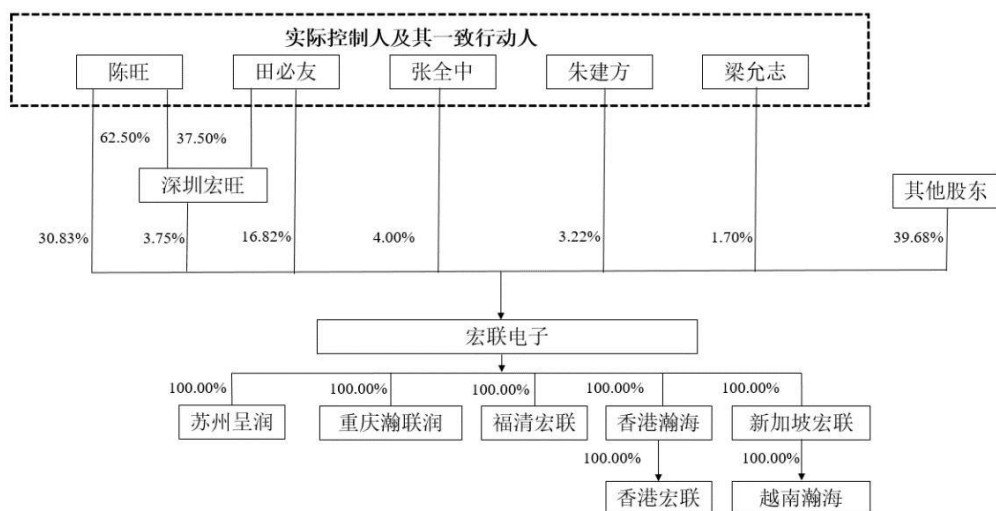 实际控制人及其一致行动人
陈旺 田必友 张全中 朱建方 梁允志
62.50% 37.50%
深圳宏旺 其他股东
30.83% 3.75% 16.82% 4.00% 3.22% 1.70% 39.68%
宏联电子
100.00% 100.00% 100.00% 100.00% 100.00%
苏州呈润 重庆瀚联润 福清宏联 香港瀚海 新加坡宏联
100.00% 100.00%
香港宏联 越南瀚海